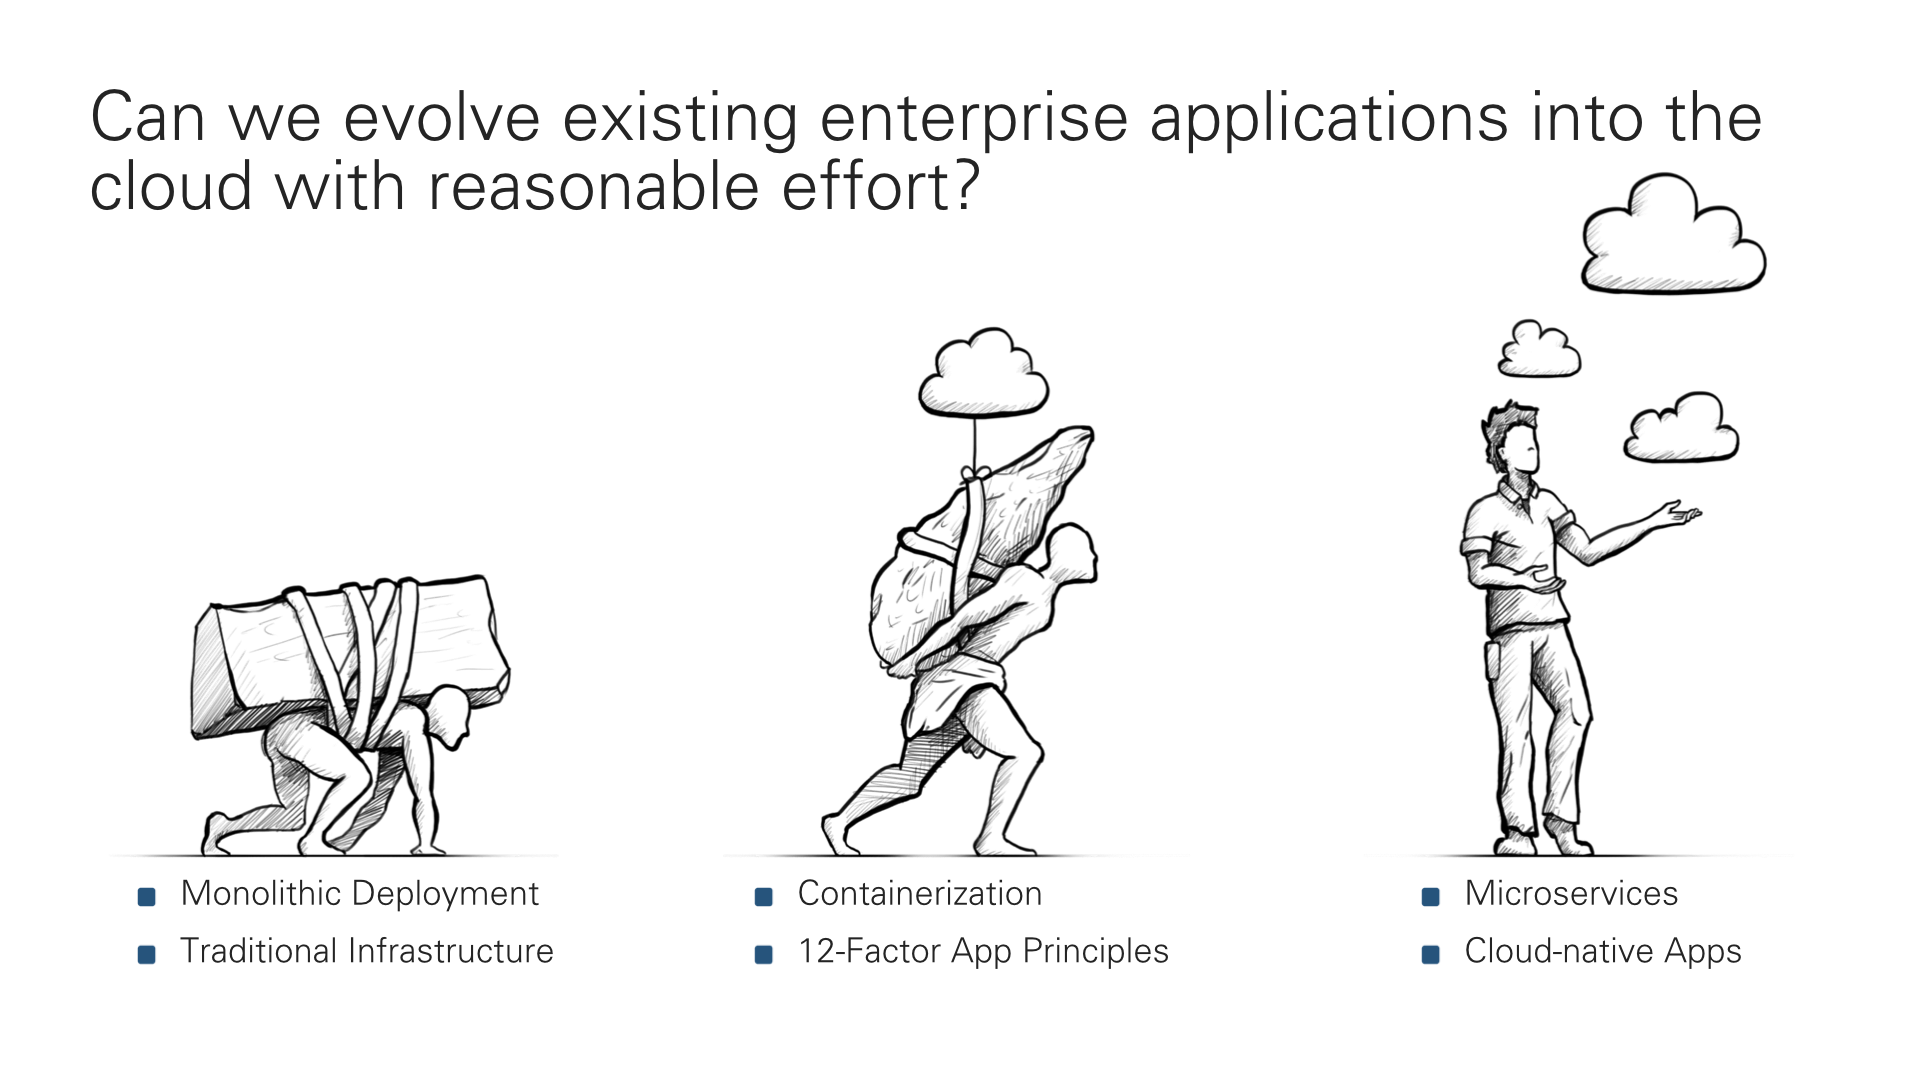 Can we evolve existing enterprise applications into the
cloud with reasonable effort?
Monolithic Deployment
Traditional Infrastructure
Containerization
12-Factor App Principles
Microservices
Cloud-native Apps